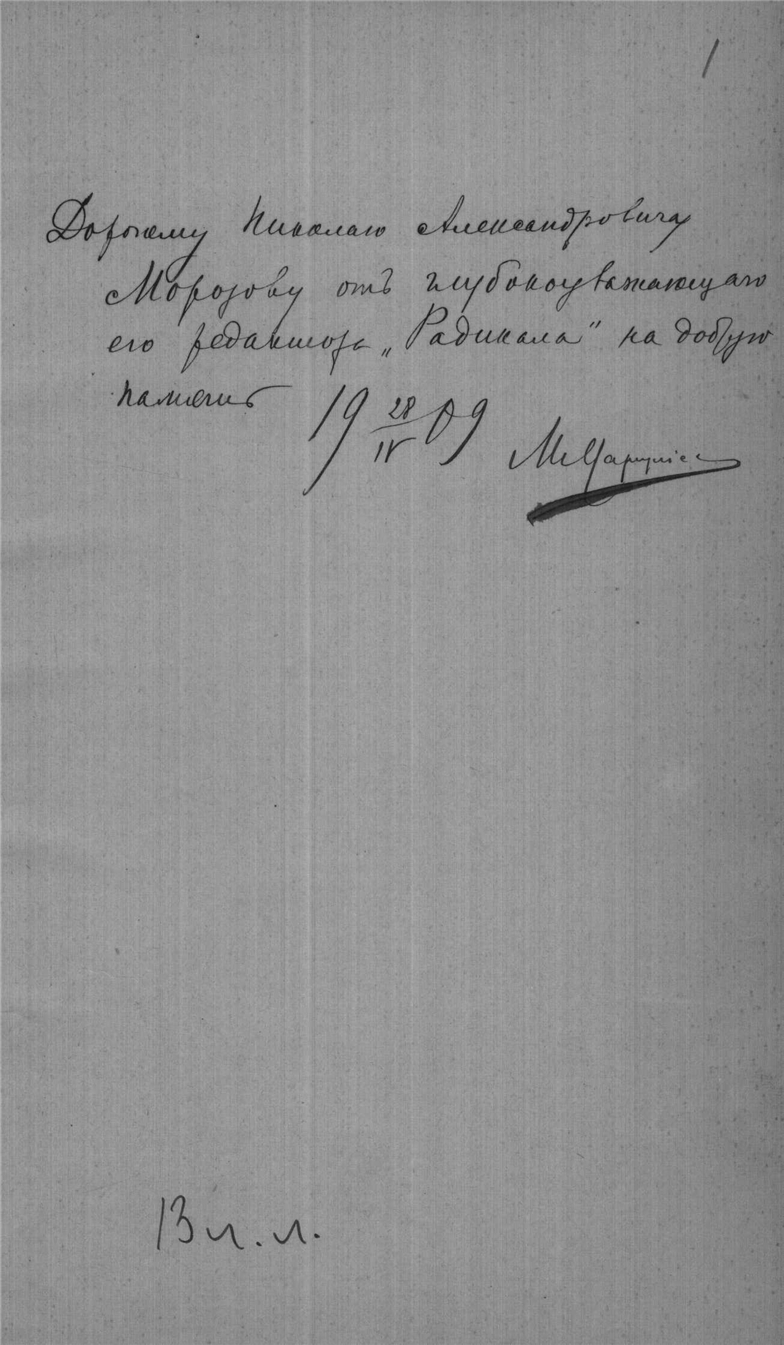 1
Дорогому Николаю Александровичу
Морозову отъ глубокоуважающаго
его редактора „Радикала" на добрую
память 19 28/IV 09
М
13 л. л.